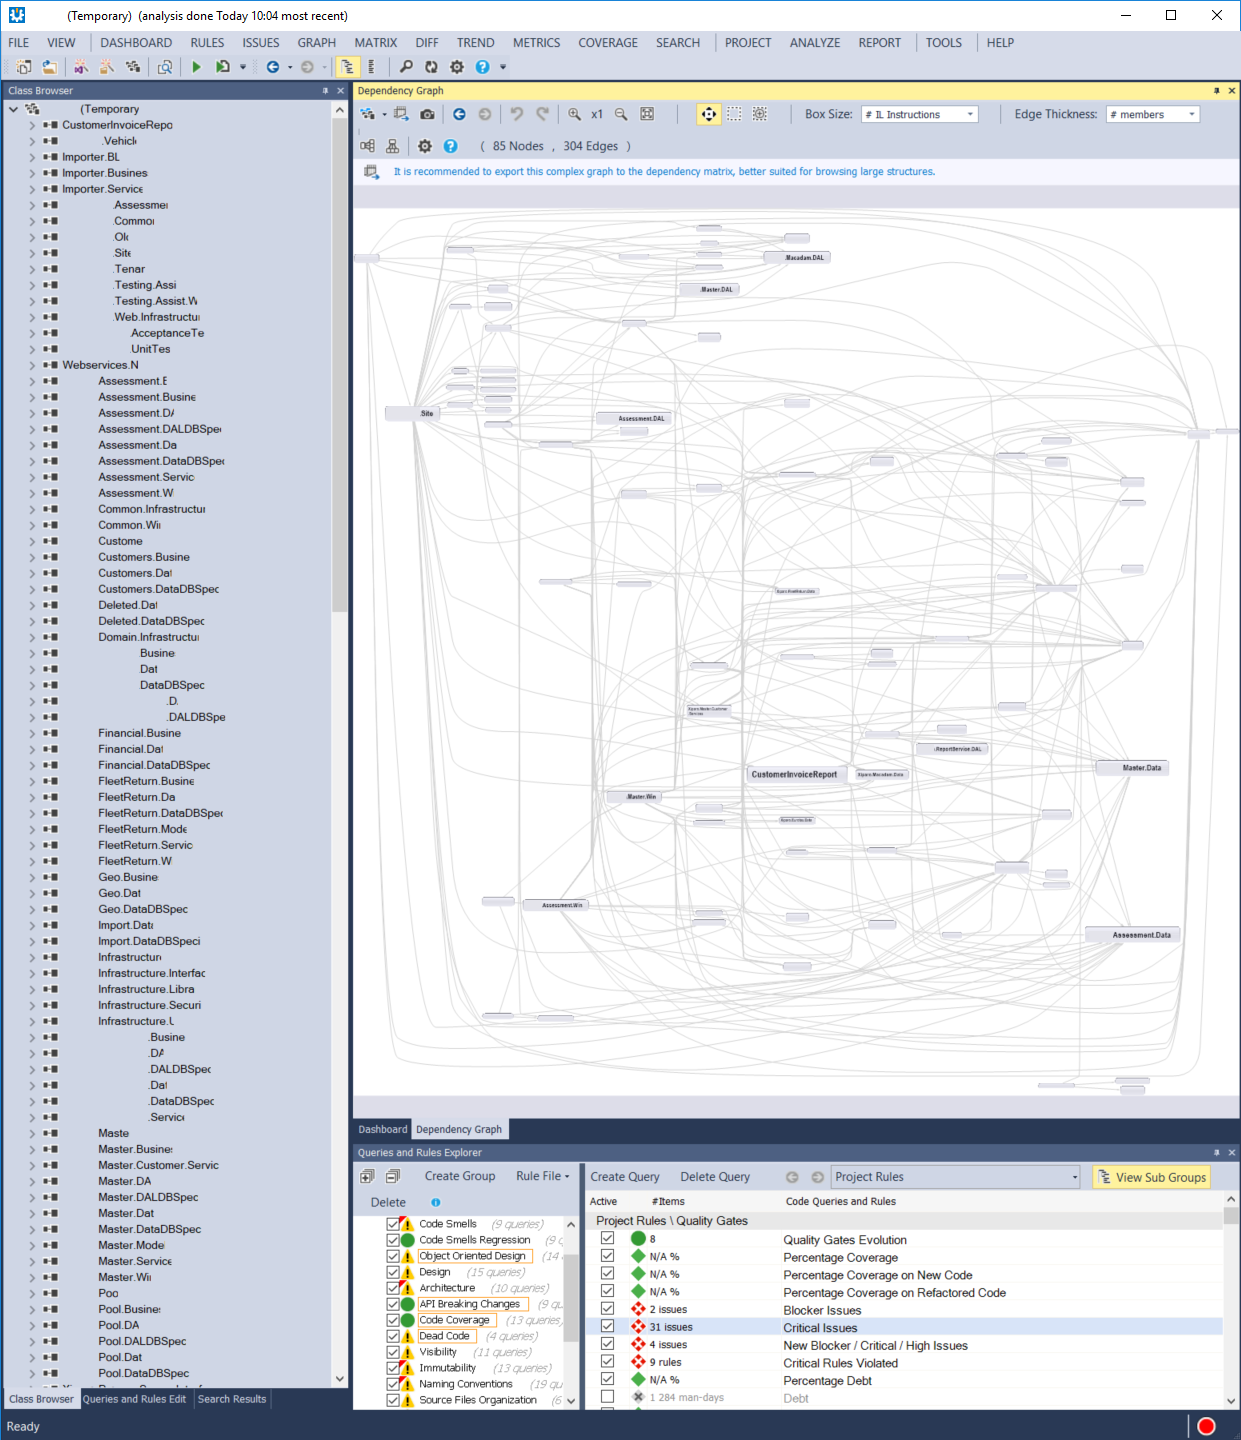 (Temporary) (analysis done Today 10:04 most recent)
FILE VIEW DASHBOARD RULES ISSUES GRAPH MATRIX DIFF TREND METRICS COVERAGE SEARCH PROJECT ANALYZE REPORT TOOLS HELP
Class Browser
(Temporary
CustomerInvoiceRepo
.Vehicl
Importer.BL
Importer.Business
Importer.Service
.Assessmer
.Commo
.Old
.Site
.Tenar
.Testing.Assi
.Testing.Assist.W
.Web.Infrastructu
AcceptanceTe
.UnitTes
Webservices.N
Assessment.E
Assessment.Busine
Assessment.DA
Assessment.DALDBSpec
Assessment.Da
Assessment.DataDBSpec
Assessment.Servic
Assessment.W
Common.Infrastructur
Common.Wi
Custome
Customers.Busine
Customers.Dat
Customers.DataDBSpec
Deleted.Dat
Deleted.DataDBSpec
Domain.Infrastructu
Busine
Dat
DataDBSpec
.D
.DALDBSpe
Financial.Busine
Financial.Dat
Financial.DataDBSpec
FleetReturn.Busine
FleetReturn.Da
FleetReturn.DataDBSpec
FleetReturn.Mode
FleetReturn.Servic
FleetReturn.W
Geo.Busine
Geo.Dat
Geo.DataDBSpec
Import.Data
Import.DataDBSpeci
Infrastructure
Infrastructure.Interfac
Infrastructure.Libra
Infrastructure.Securi
Infrastructure.U
.Busine
.DA
.DALDBSpec
.Dat
.DataDBSpec
.Service
Maste
Master.Busines
Master.Customer.Servic
Master.DA
Master.DALDBSpec
Master.Dat
Master.DataDBSpec
Master.Mode
Master.Service
Master.Wi
Poo
Pool.Busines
Pool.DA
Pool.DALDBSpec
Pool.Dat
Pool.DataDBSpec
Class Browser Queries and Rules Edit Search Results
Dependency Graph
x1 Box Size: # IL Instructions Edge Thickness: # members
( 85 Nodes , 304 Edges )
It is recommended to export this complex graph to the dependency matrix, better suited for browsing large structures.
.Macadam.DAL
.Master.DAL
Site
Assessment.DAL
.ReportService.DAL
Master.Data
CustomerInvoiceReport
.Master.Win
Assessment.Win
Assessment.Data
Dashboard Dependency Graph
Queries and Rules Explorer
Create Group Rule File
Delete
Code Smells (9 queries)
Code Smells Regression (9 q
Object Oriented Design (14
Design (15 queries)
Architecture (10 queries)
API Breaking Changes (9 qu
Code Coverage (13 queries)
Dead Code (4 queries)
Visibility (11 queries)
Immutability (13 queries)
Naming Conventions (19 qu
Source Files Organization (6
Create Query Delete Query Project Rules View Sub Groups
Active #Items Code Queries and Rules
Project Rules \ Quality Gates
8 Quality Gates Evolution
N/A % Percentage Coverage
N/A % Percentage Coverage on New Code
N/A % Percentage Coverage on Refactored Code
2 issues Blocker Issues
31 issues Critical Issues
4 issues New Blocker / Critical / High Issues
9 rules Critical Rules Violated
N/A % Percentage Debt
1 284 man-days Debt
Ready